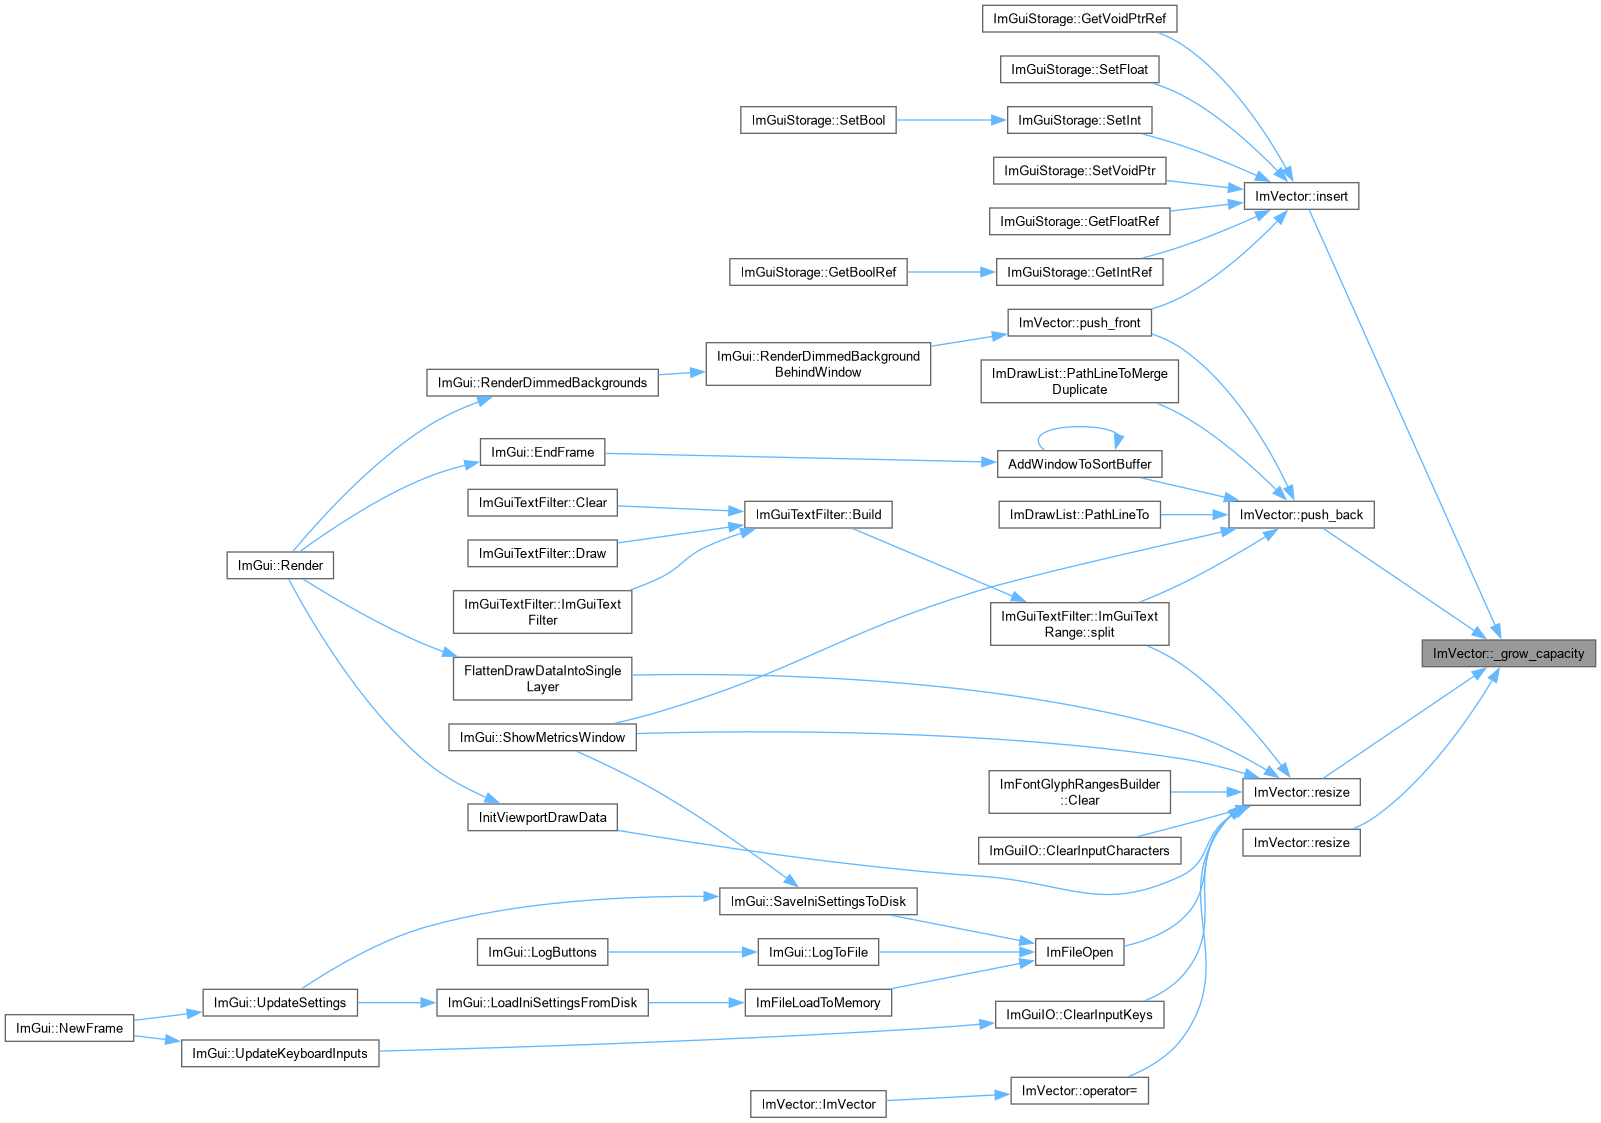 ImGuiStorage::GetVoidPtrRef
ImGuiStorage::SetFloat
ImGuiStorage::SetBool
ImGuiStorage::SetInt
ImGuiStorage::SetVoidPtr
ImVector::insert
ImGuiStorage::GetFloatRef
ImGuiStorage::GetBoolRef
ImGuiStorage::GetIntRef
ImVector::push_front
ImGui::RenderDimmedBackground
BehindWindow
ImDrawList::PathLineToMerge
Duplicate
ImGui::RenderDimmedBackgrounds
ImGui::EndFrame
AddWindowToSortBuffer
ImGuiTextFilter::Clear
ImGuiTextFilter::Build
ImDrawList::PathLineTo
ImVector::push_back
ImGuiTextFilter::Draw
ImGui::Render
ImGuiTextFilter::ImGuiText
Filter
ImGuiTextFilter::ImGuiText
Range::split
ImVector::_grow_capacity
FlattenDrawDataIntoSingle
Layer
ImGui::ShowMetricsWindow
ImFontGlyphRangesBuilder
::Clear
ImVector::resize
InitViewportDrawData
ImGuiIO::ClearInputCharacters
ImVector::resize
ImGui::SaveIniSettingsToDisk
ImGui::LogButtons
ImGui::LogToFile
ImFileOpen
ImGui::UpdateSettings
ImGui::LoadIniSettingsFromDisk
ImFileLoadToMemory
ImGuiIO::ClearInputKeys
ImGui::NewFrame
ImGui::UpdateKeyboardInputs
ImVector::ImVector
ImVector::operator=